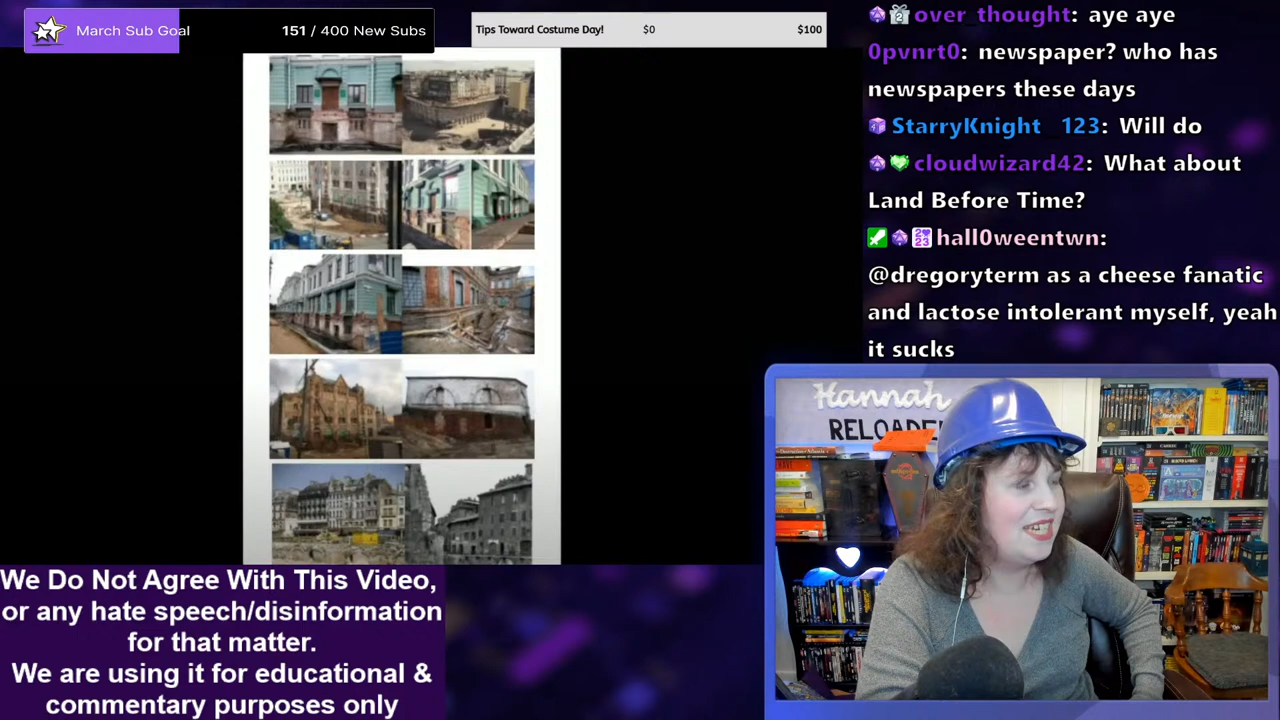 March Sub Goal
151 / 400 New Subs
Tips Toward Costume Day!
$0
$100
over_thought: aye aye
0pvnrt0: newspaper? who has
newspapers these days
StarryKnight_123: Will do
cloudwizard42: What about
Land Before Time?
hall0weentwn:
@dregoryterm as a cheese fanatic
and lactose intolerant myself, yeah
it sucks
Hannah
RELOADE
We Do Not Agree With This Video,
or any hate speech/disinformation
for that matter.
We are using it for educational &
commentary purposes only